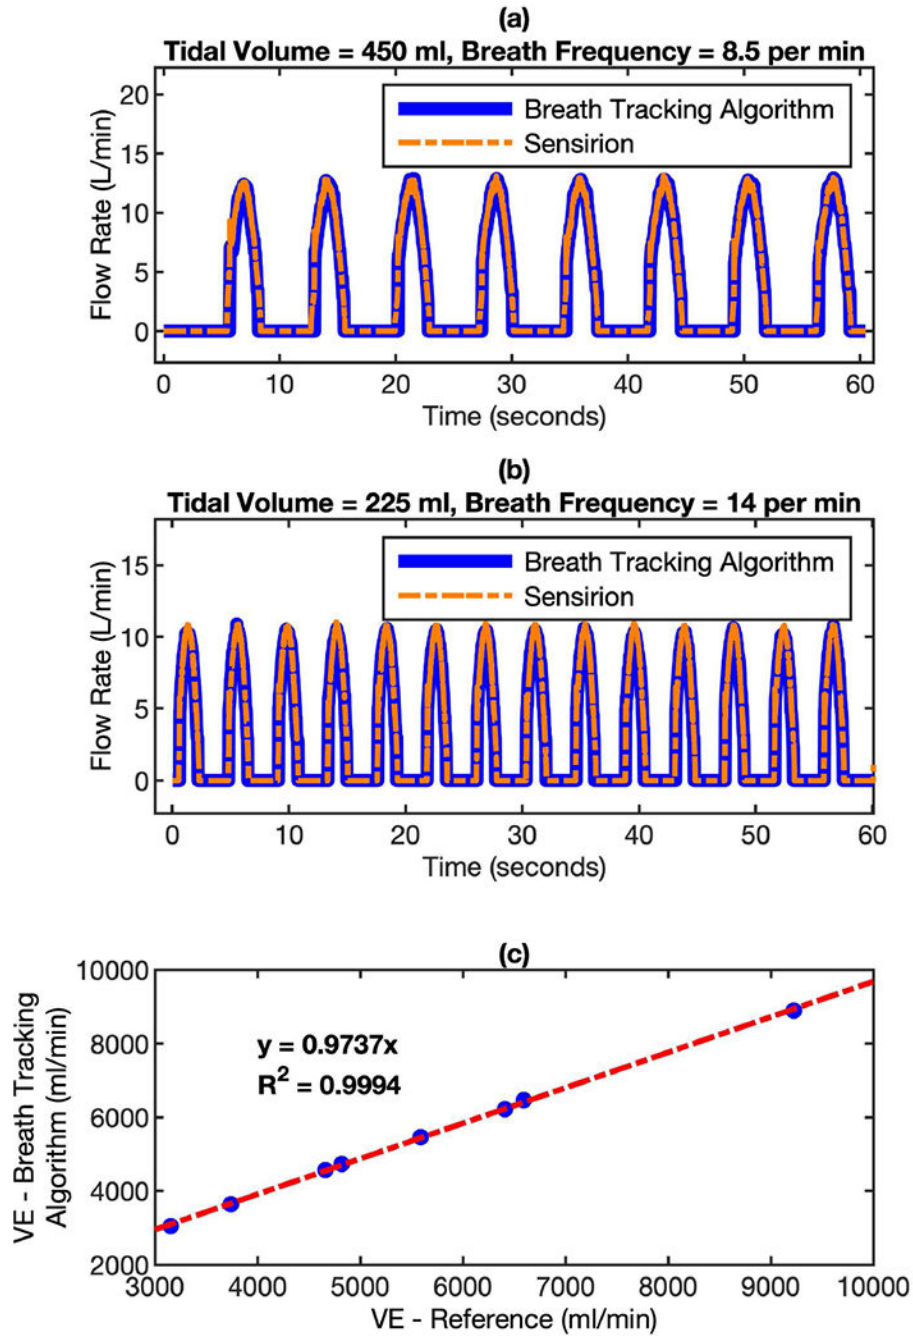 (a)
Tidal Volume = 450 ml, Breath Frequency = 8.5 per min
20
15
10
5
0
Flow Rate (L/min)
Breath Tracking Algorithm
Sensirion
0 10 20 30 40 50 60
Time (seconds)
(b)
Tidal Volume = 225 ml, Breath Frequency = 14 per min
15
10
5
0
Flow Rate (L/min)
Breath Tracking Algorithm
Sensirion
0 10 20 30 40 50 60
Time (seconds)
(c)
10000
8000
6000
4000
2000
VE - Breath Tracking
Algorithm (ml/min)
y = 0.9737x
R² = 0.9994
3000 4000 5000 6000 7000 8000 9000 10000
VE - Reference (ml/min)